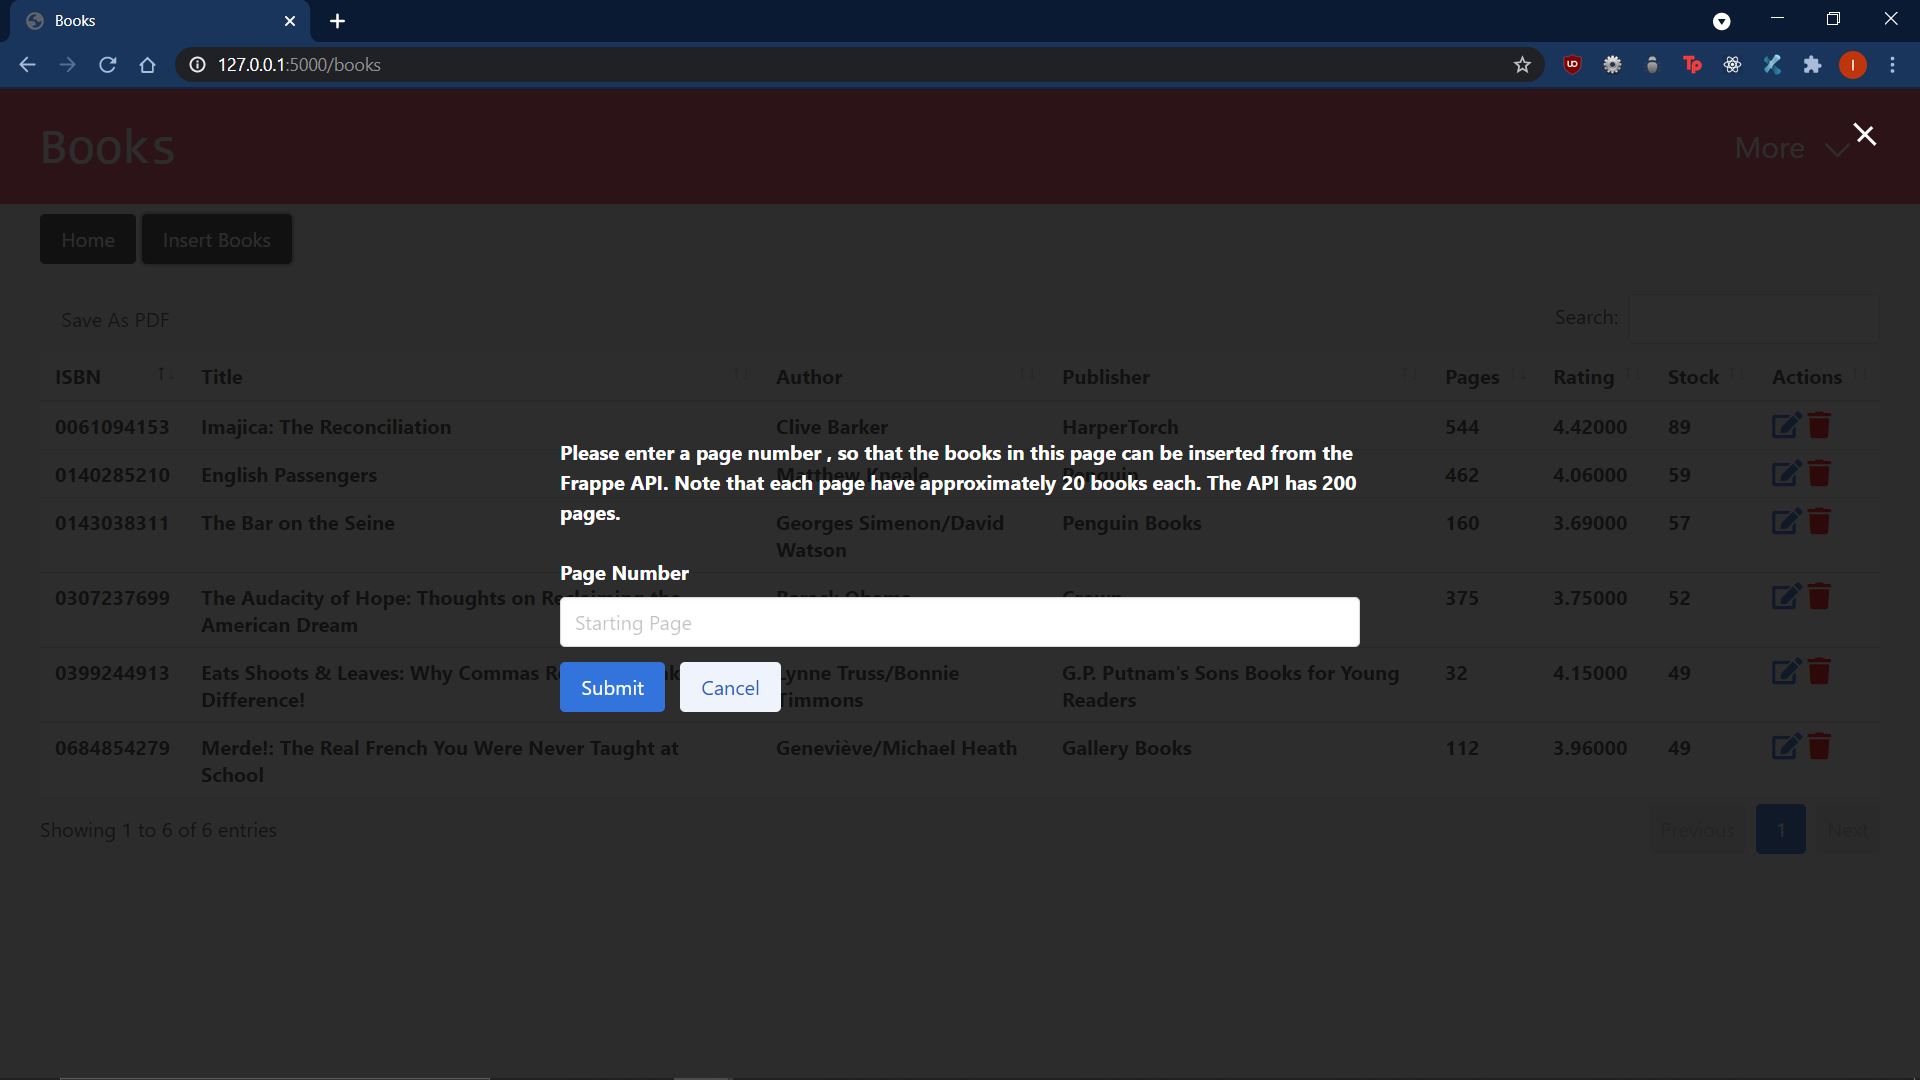 Books
127.0.0.1:5000/books
Books
More
Home Insert Books
Save As PDF
Search:
ISBN Title Author Publisher Pages Rating Stock Actions
0061094153 Imajica: The Reconciliation Clive Barker HarperTorch 544 4.42000 89
Please enter a page number , so that the books in this page can be inserted from the
0140285210 English Passengers Matthew Kneale Penguin 462 4.06000 59
Frappe API. Note that each page have approximately 20 books each. The API has 200
pages.
0143038311 The Bar on the Seine Georges Simenon/David Penguin Books 160 3.69000 57
Watson
Page Number
0307237699 The Audacity of Hope: Thoughts on Reclaiming the Barack Obama Crown 375 3.75000 52
American Dream
Starting Page
0399244913 Eats Shoots & Leaves: Why Commas Lynne Truss/Bonnie G.P. Putnam's Sons Books for Young 32 4.15000 49
Difference! Timmons Readers
Submit Cancel
0684854279 Merde!: The Real French You Were Never Taught at Geneviève/Michael Heath Gallery Books 112 3.96000 49
School
Showing 1 to 6 of 6 entries
Previous 1 Next